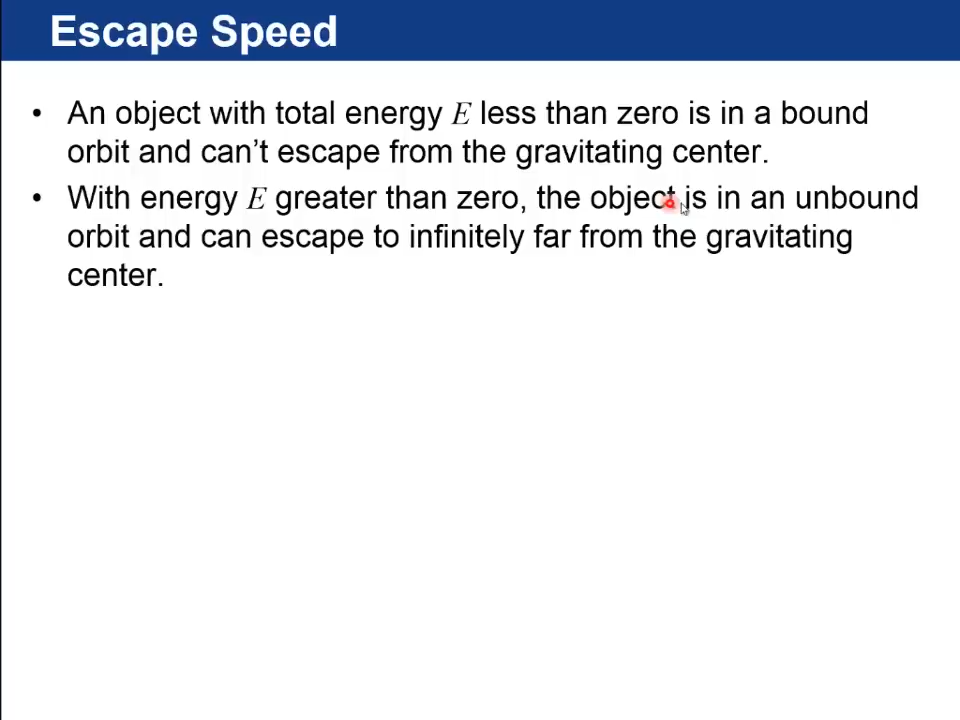 Escape Speed
• An object with total energy E less than zero is in a bound
orbit and can’t escape from the gravitating center.
• With energy E greater than zero, the object is in an unbound
orbit and can escape to infinitely far from the gravitating
center.